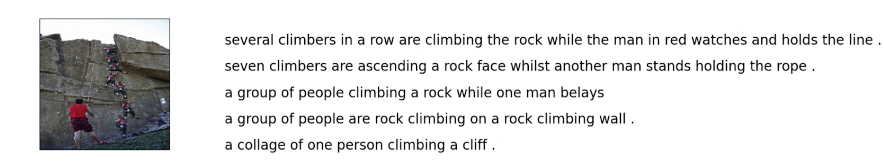 several climbers in a row are climbing the rock while the man in red watches and holds the line .
seven climbers are ascending a rock face whilst another man stands holding the rope .
a group of people climbing a rock while one man belays
a group of people are rock climbing on a rock climbing wall .
a collage of one person climbing a cliff .